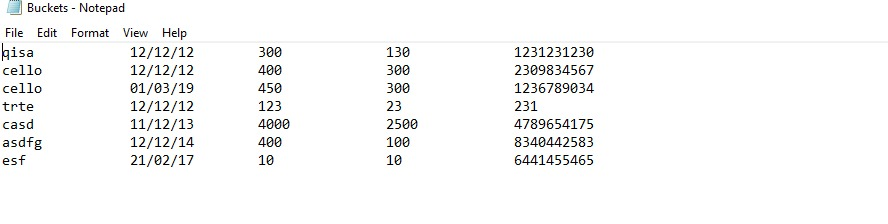 Buckets - Notepad
File Edit Format View Help
qisa 12/12/12 300 130 1231231230
cello 12/12/12 400 300 2309834567
cello 01/03/19 450 300 1236789034
trte 12/12/12 123 23 231
casd 11/12/13 4000 2500 4789654175
asdfg 12/12/14 400 100 8340442583
esf 21/02/17 10 10 6441455465